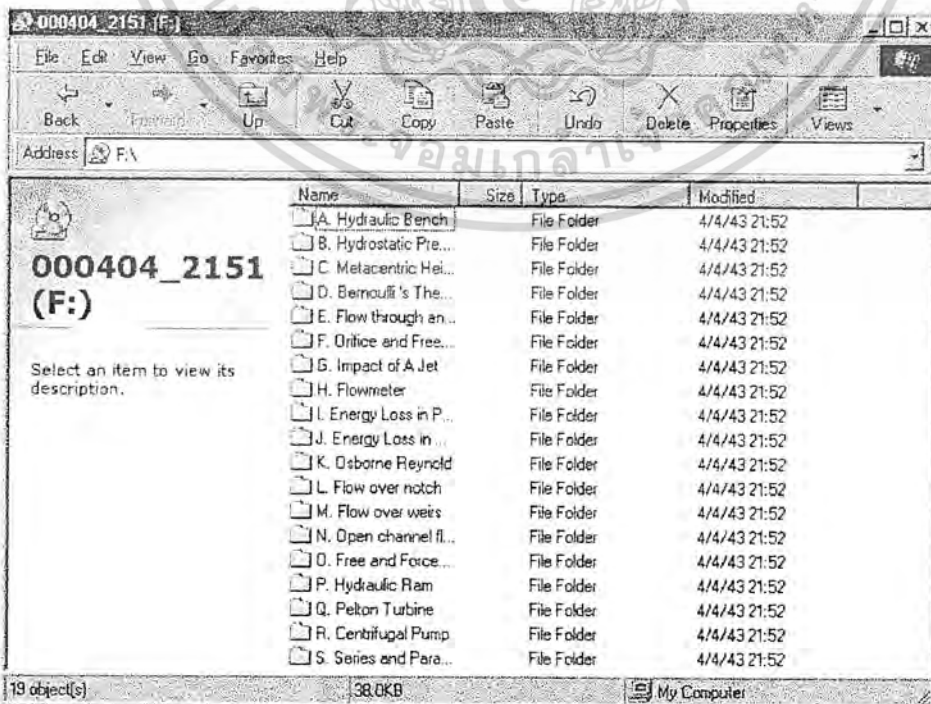 000404_2151 (F:)
File Edit View Go Favorites Help
Back Forward Up Cut Copy Paste Undo Delete Properties Views
Address F:\
000404_2151
(F:)
Select an item to view its
description.
Name Size Type Modified
A. Hydraulic Bench File Folder 4/4/43 21:52
B. Hydrostatic Pre... File Folder 4/4/43 21:52
C. Metacentric Hei... File Folder 4/4/43 21:52
D. Bernoulli's The... File Folder 4/4/43 21:52
E. Flow through an... File Folder 4/4/43 21:52
F. Orifice and Free... File Folder 4/4/43 21:52
G. Impact of A Jet File Folder 4/4/43 21:52
H. Flowmeter File Folder 4/4/43 21:52
I. Energy Loss in P... File Folder 4/4/43 21:52
J. Energy Loss in ... File Folder 4/4/43 21:52
K. Osborne Reynold File Folder 4/4/43 21:52
L. Flow over notch File Folder 4/4/43 21:52
M. Flow over weirs File Folder 4/4/43 21:52
N. Open channel fl... File Folder 4/4/43 21:52
O. Free and Force... File Folder 4/4/43 21:52
P. Hydraulic Ram File Folder 4/4/43 21:52
Q. Pelton Turbine File Folder 4/4/43 21:52
R. Centrifugal Pump File Folder 4/4/43 21:52
S. Series and Para... File Folder 4/4/43 21:52
19 object(s) 38.0KB My Computer